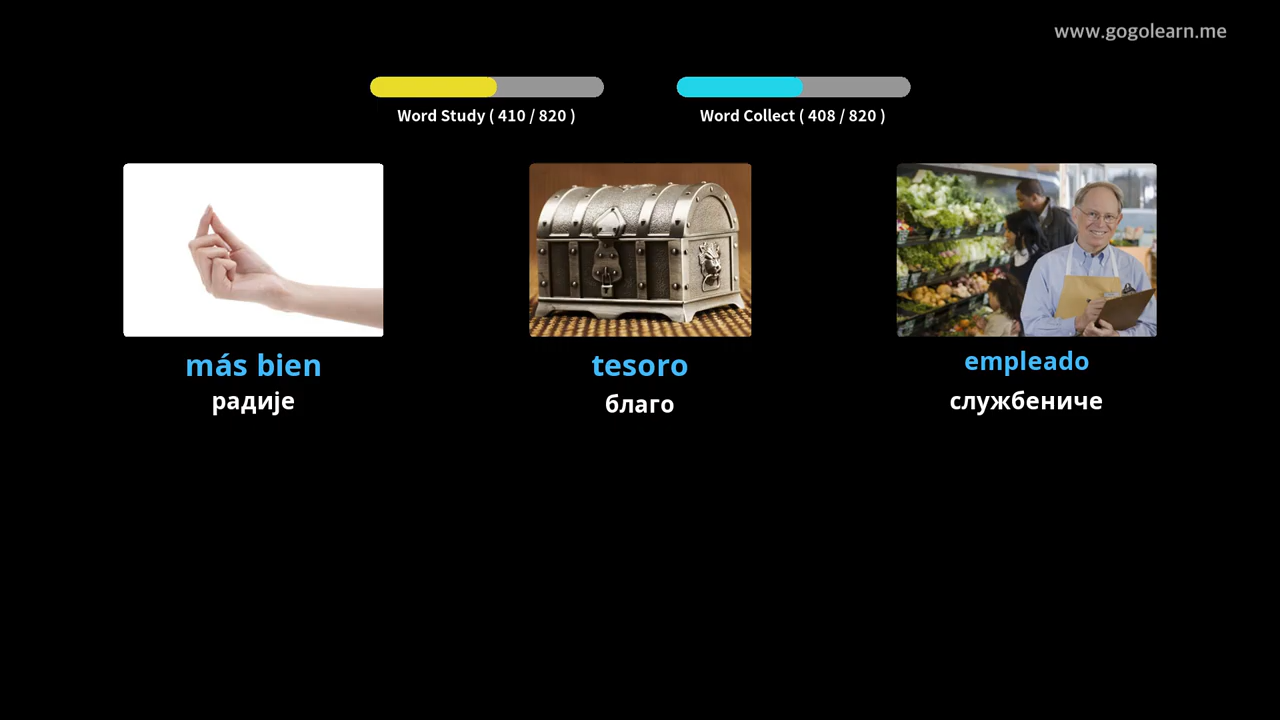 www.gogolearn.me
Word Study ( 410 / 820 )
Word Collect ( 408 / 820 )
más bien
радије
tesoro
благо
empleado
службениче